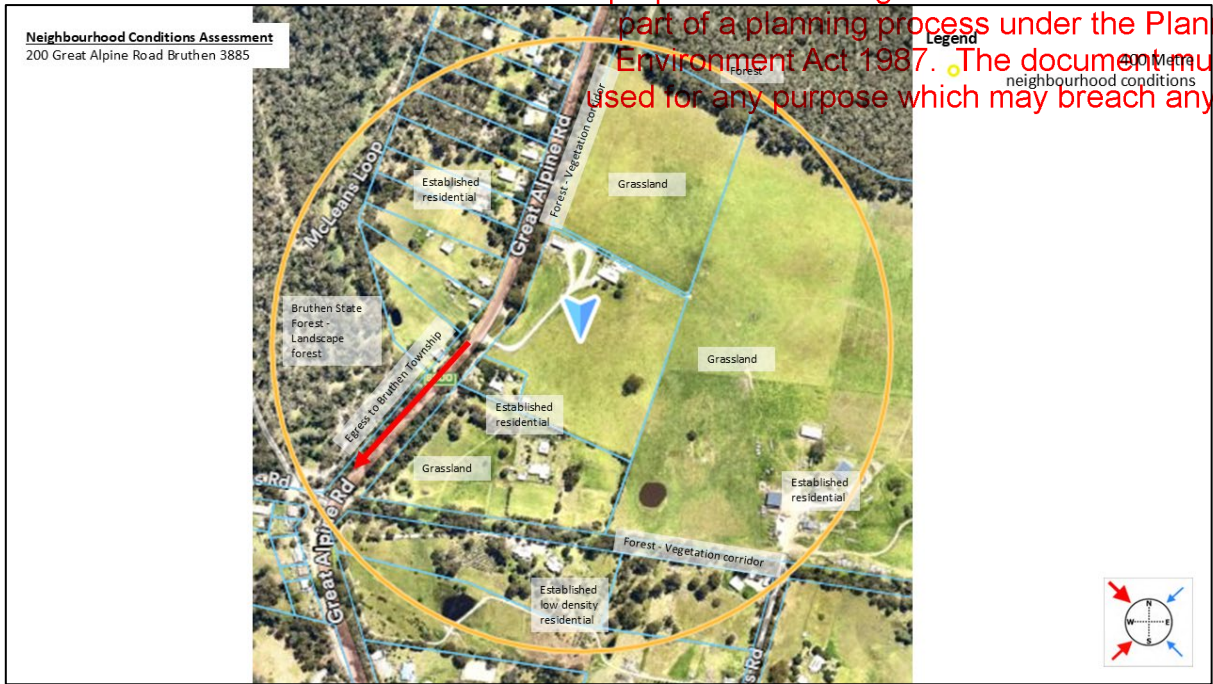 Neighbourhood Conditions Assessment
200 Great Alpine Road Bruthen 3885
part of a planning process under the Plan
Environment Act 1987. The document mu
used for any purpose which may breach any
Legend
400 Metre
neighbourhood conditions
Forest
Forest - Vegetation corridor
Great Alpine Rd
McLeans Loop
Established
residential
Grassland
Bruthen State
Forest -
Landscape
forest
Egress to Bruthen Township
Grassland
Established
residential
Grassland
Established
residential
s Rd
Great Alpine Rd
Forest - Vegetation corridor
Established
low density
residential
s Rd
N
W
E
S